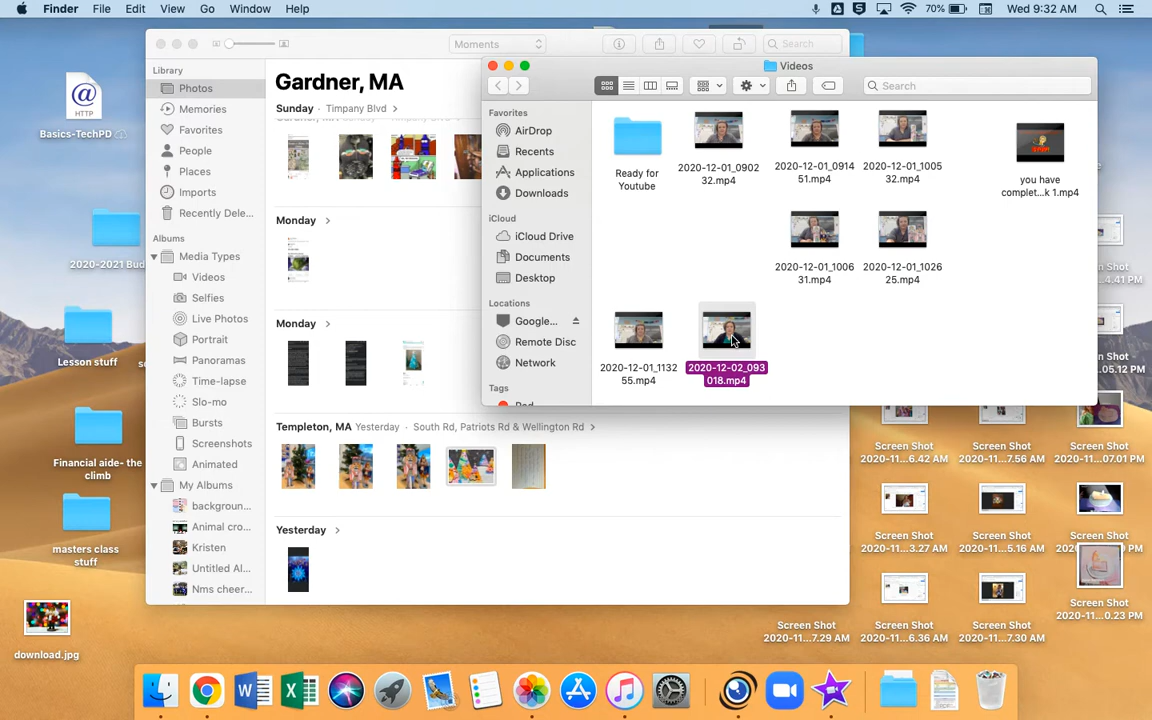 Finder File Edit View Go Window Help
70% Wed 9:32 AM
Moments
Search
Library
Photos
Memories
Favorites
People
Places
Imports
Recently Dele...
Albums
Media Types
Videos
Selfies
Live Photos
Portrait
Panoramas
Time-lapse
Slo-mo
Bursts
Screenshots
Animated
My Albums
backgroun...
Animal cro...
Kristen
Untitled Al...
Nms cheer...
Gardner, MA
Sunday · Timpany Blvd >
Monday >
Monday >
Templeton, MA Yesterday · South Rd, Patriots Rd & Wellington Rd >
Yesterday >
Videos
Search
Favorites
AirDrop
Recents
Applications
Downloads
iCloud
iCloud Drive
Documents
Desktop
Locations
Google...
Remote Disc
Network
Tags
Ready for
Youtube
2020-12-01_0902
32.mp4
2020-12-01_0914
51.mp4
2020-12-01_1005
32.mp4
you have
complet...k 1.mp4
2020-12-01_1006
31.mp4
2020-12-01_1026
25.mp4
2020-12-01_1132
55.mp4
2020-12-02_093
018.mp4
HTTP
Basics-TechPD
2020-2021 Bud
Lesson stuff
Financial aide- the
climb
masters class
stuff
download.jpg
Screen Shot
2020-11...6.42 AM
Screen Shot
2020-11...7.56 AM
Screen Shot
2020-11...07.01 PM
Screen Shot
2020-11...3.27 AM
Screen Shot
2020-11...5.16 AM
Screen Shot
2020-11...7.29 AM
Screen Shot
2020-11...6.36 AM
Screen Shot
2020-11...7.30 AM
Screen Shot
2020-11...0.23 PM